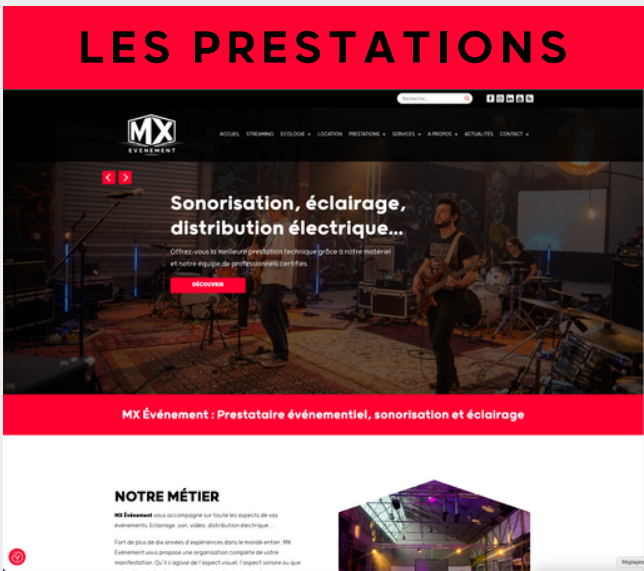 LES PRESTATIONS
Recherche...
MX
EVENEMENT
ACCUEIL STREAMING ECOLOGIE LOCATION PRESTATIONS SERVICES A PROPOS ACTUALITÉS CONTACT
Sonorisation, éclairage,
distribution électrique...
Offrez-vous la meilleure prestation technique grâce à notre matériel
et notre équipe de professionnels certifiés.
DÉCOUVRIR
MX Événement : Prestataire événementiel, sonorisation et éclairage
NOTRE MÉTIER
MX Événement vous accompagne sur toute les aspects de vos
évènements. Eclairage, son, vidéo, distribution électrique...
Fort de plus de dix années d'expériences dans le monde entier, MX
Événement vous propose une organisation complète de votre
manifestation. Qu'il s'agisse de l'aspect visuel, l'aspect sonore ou que
Réglages